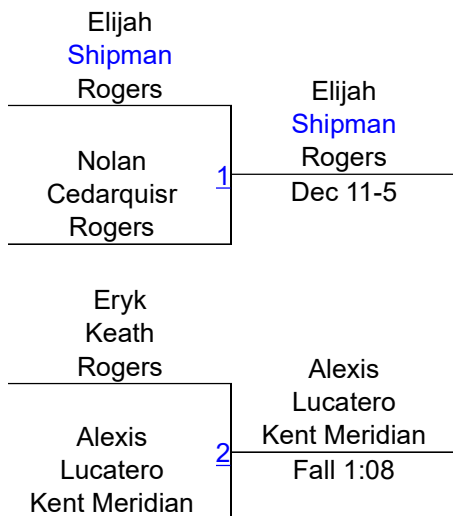 Elijah
Shipman
Rogers
Nolan
Cedarquisr
Rogers
1
Elijah
Shipman
Rogers
Dec 11-5
Eryk
Keath
Rogers
Alexis
Lucatero
Kent Meridian
2
Alexis
Lucatero
Kent Meridian
Fall 1:08